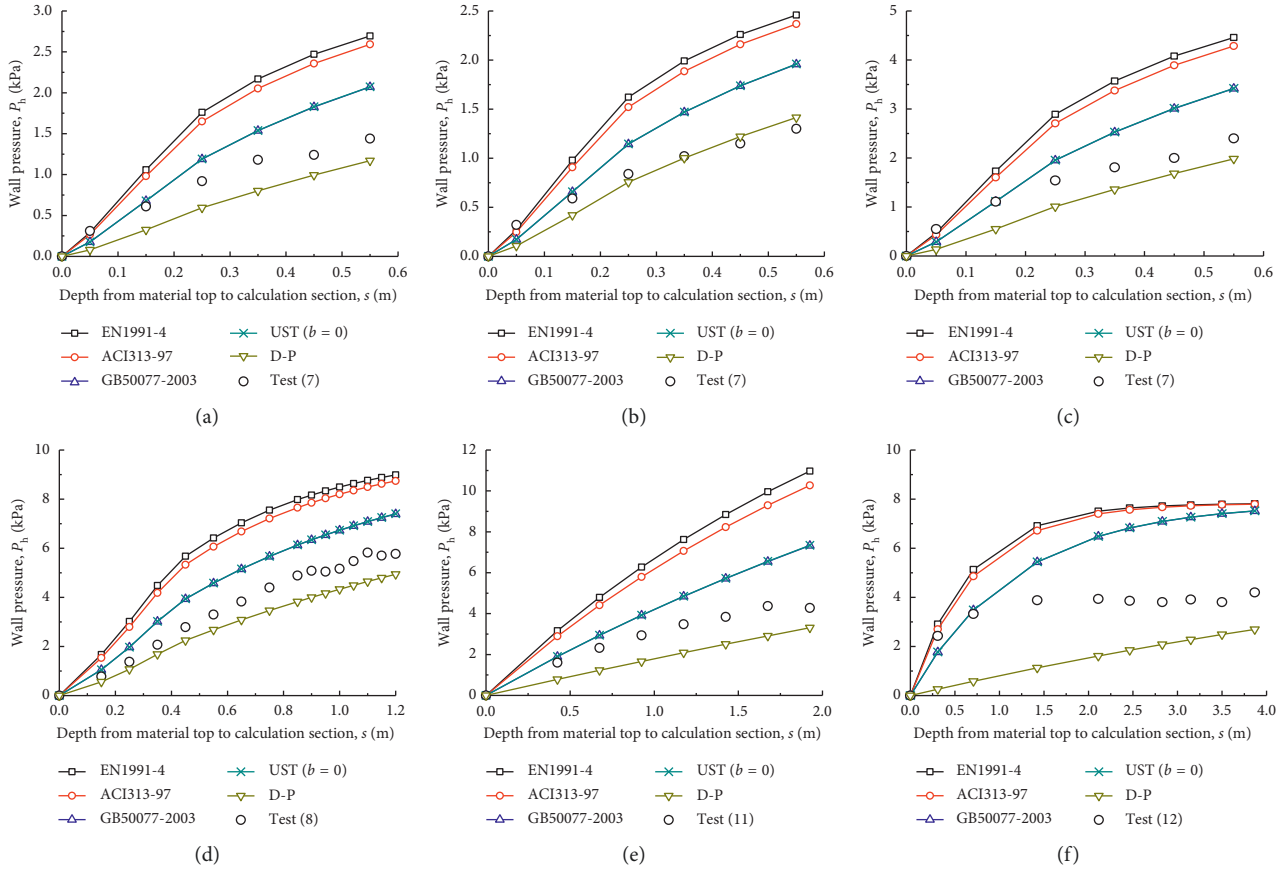 3.0
2.5
2.0
1.5
1.0
0.5
0.0
Wall pressure, Ph (kPa)
0.0 0.1 0.2 0.3 0.4 0.5 0.6
Depth from material top to calculation section, s (m)
EN1991-4 UST (b = 0)
ACI313-97 D-P
GB50077-2003 Test (7)
(a)
2.5
2.0
1.5
1.0
0.5
0.0
Wall pressure, Ph (kPa)
0.0 0.1 0.2 0.3 0.4 0.5 0.6
Depth from material top to calculation section, s (m)
EN1991-4 UST (b = 0)
ACI313-97 D-P
GB50077-2003 Test (7)
(b)
5
4
3
2
1
0
Wall pressure, Ph (kPa)
0.0 0.1 0.2 0.3 0.4 0.5 0.6
Depth from material top to calculation section, s (m)
EN1991-4 UST (b = 0)
ACI313-97 D-P
GB50077-2003 Test (7)
(c)
10
8
6
4
2
0
Wall pressure, Ph (kPa)
0.0 0.2 0.4 0.6 0.8 1.0 1.2
Depth from material top to calculation section, s (m)
EN1991-4 UST (b = 0)
ACI313-97 D-P
GB50077-2003 Test (8)
(d)
12
10
8
6
4
2
0
Wall pressure, Ph (kPa)
0.0 0.5 1.0 1.5 2.0
Depth from material top to calculation section, s (m)
EN1991-4 UST (b = 0)
ACI313-97 D-P
GB50077-2003 Test (11)
(e)
10
8
6
4
2
0
Wall pressure, Ph (kPa)
0.0 0.5 1.0 1.5 2.0 2.5 3.0 3.5 4.0
Depth from material top to calculation section, s (m)
EN1991-4 UST (b = 0)
ACI313-97 D-P
GB50077-2003 Test (12)
(f)